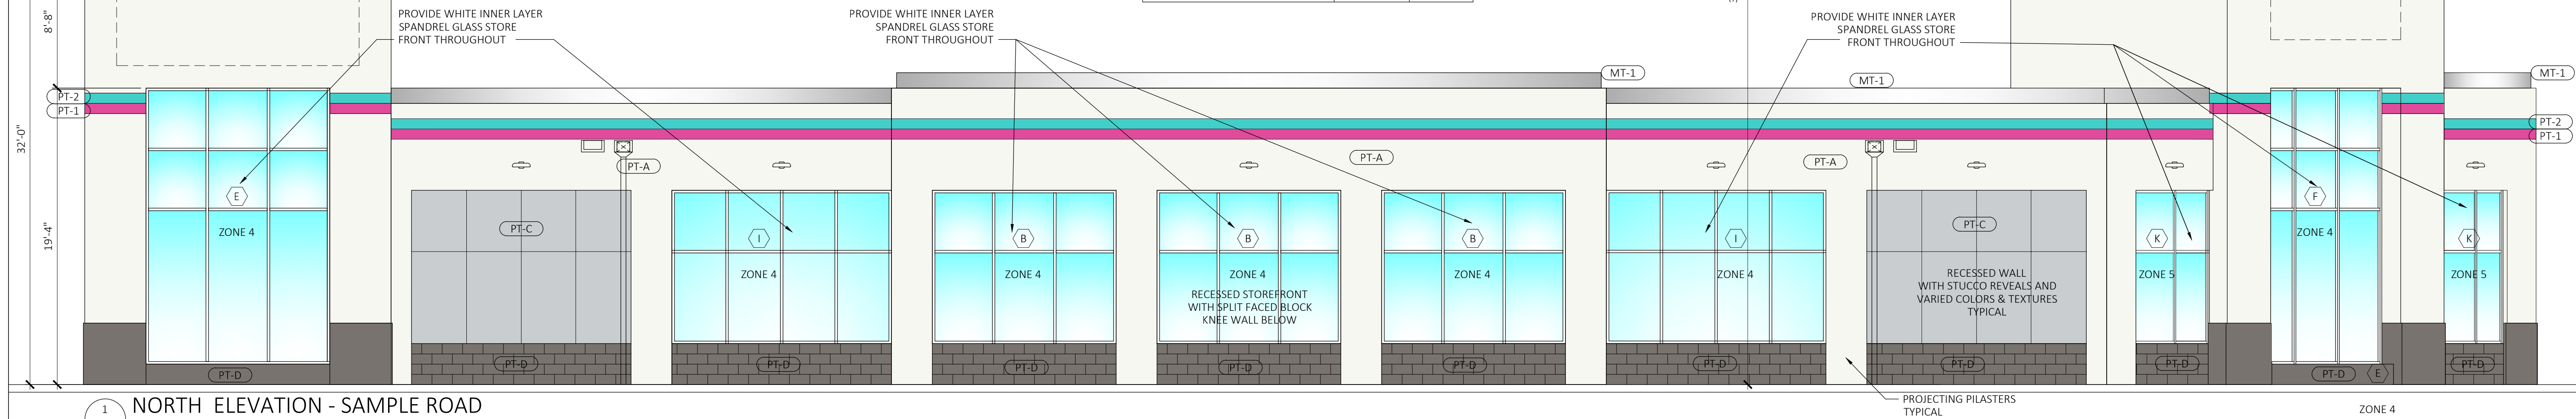 8'-8"
32'-0"
19'-4"
PROVIDE WHITE INNER LAYER
SPANDREL GLASS STORE
FRONT THROUGHOUT
PROVIDE WHITE INNER LAYER
SPANDREL GLASS STORE
FRONT THROUGHOUT
PROVIDE WHITE INNER LAYER
SPANDREL GLASS STORE
FRONT THROUGHOUT
MT-1
MT-1
MT-1
PT-2
PT-1
PT-2
PT-1
PT-A
PT-A
PT-A
E
ZONE 4
PT-D
PT-C
PT-D
I
ZONE 4
PT-D
B
ZONE 4
PT-D
B
ZONE 4
RECESSED STOREFRONT
WITH SPLIT FACED BLOCK
KNEE WALL BELOW
PT-D
B
ZONE 4
PT-D
I
ZONE 4
PT-D
PT-C
RECESSED WALL
WITH STUCCO REVEALS AND
VARIED COLORS & TEXTURES
TYPICAL
PT-D
K
ZONE 5
PT-D
F
ZONE 4
PT-D
E
K
ZONE 5
PT-D
1
NORTH ELEVATION - SAMPLE ROAD
PROJECTING PILASTERS
TYPICAL
ZONE 4